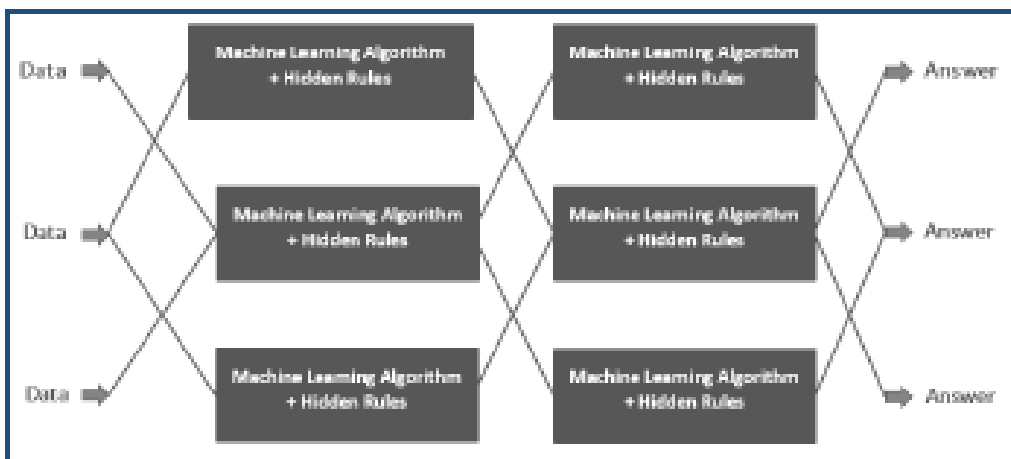 Data
Machine Learning Algorithm
+ Hidden Rules
Machine Learning Algorithm
+ Hidden Rules
Answer
Data
Machine Learning Algorithm
+ Hidden Rules
Machine Learning Algorithm
+ Hidden Rules
Answer
Data
Machine Learning Algorithm
+ Hidden Rules
Machine Learning Algorithm
+ Hidden Rules
Answer